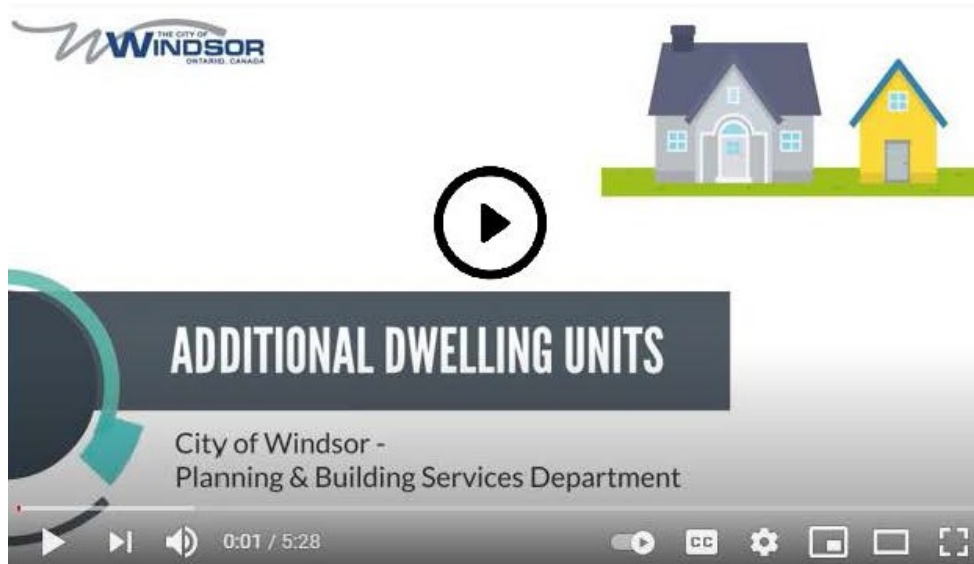 THE CITY OF
WINDSOR
ONTARIO, CANADA
ADDITIONAL DWELLING UNITS
City of Windsor -
Planning & Building Services Department
0:01 / 5:28
CC